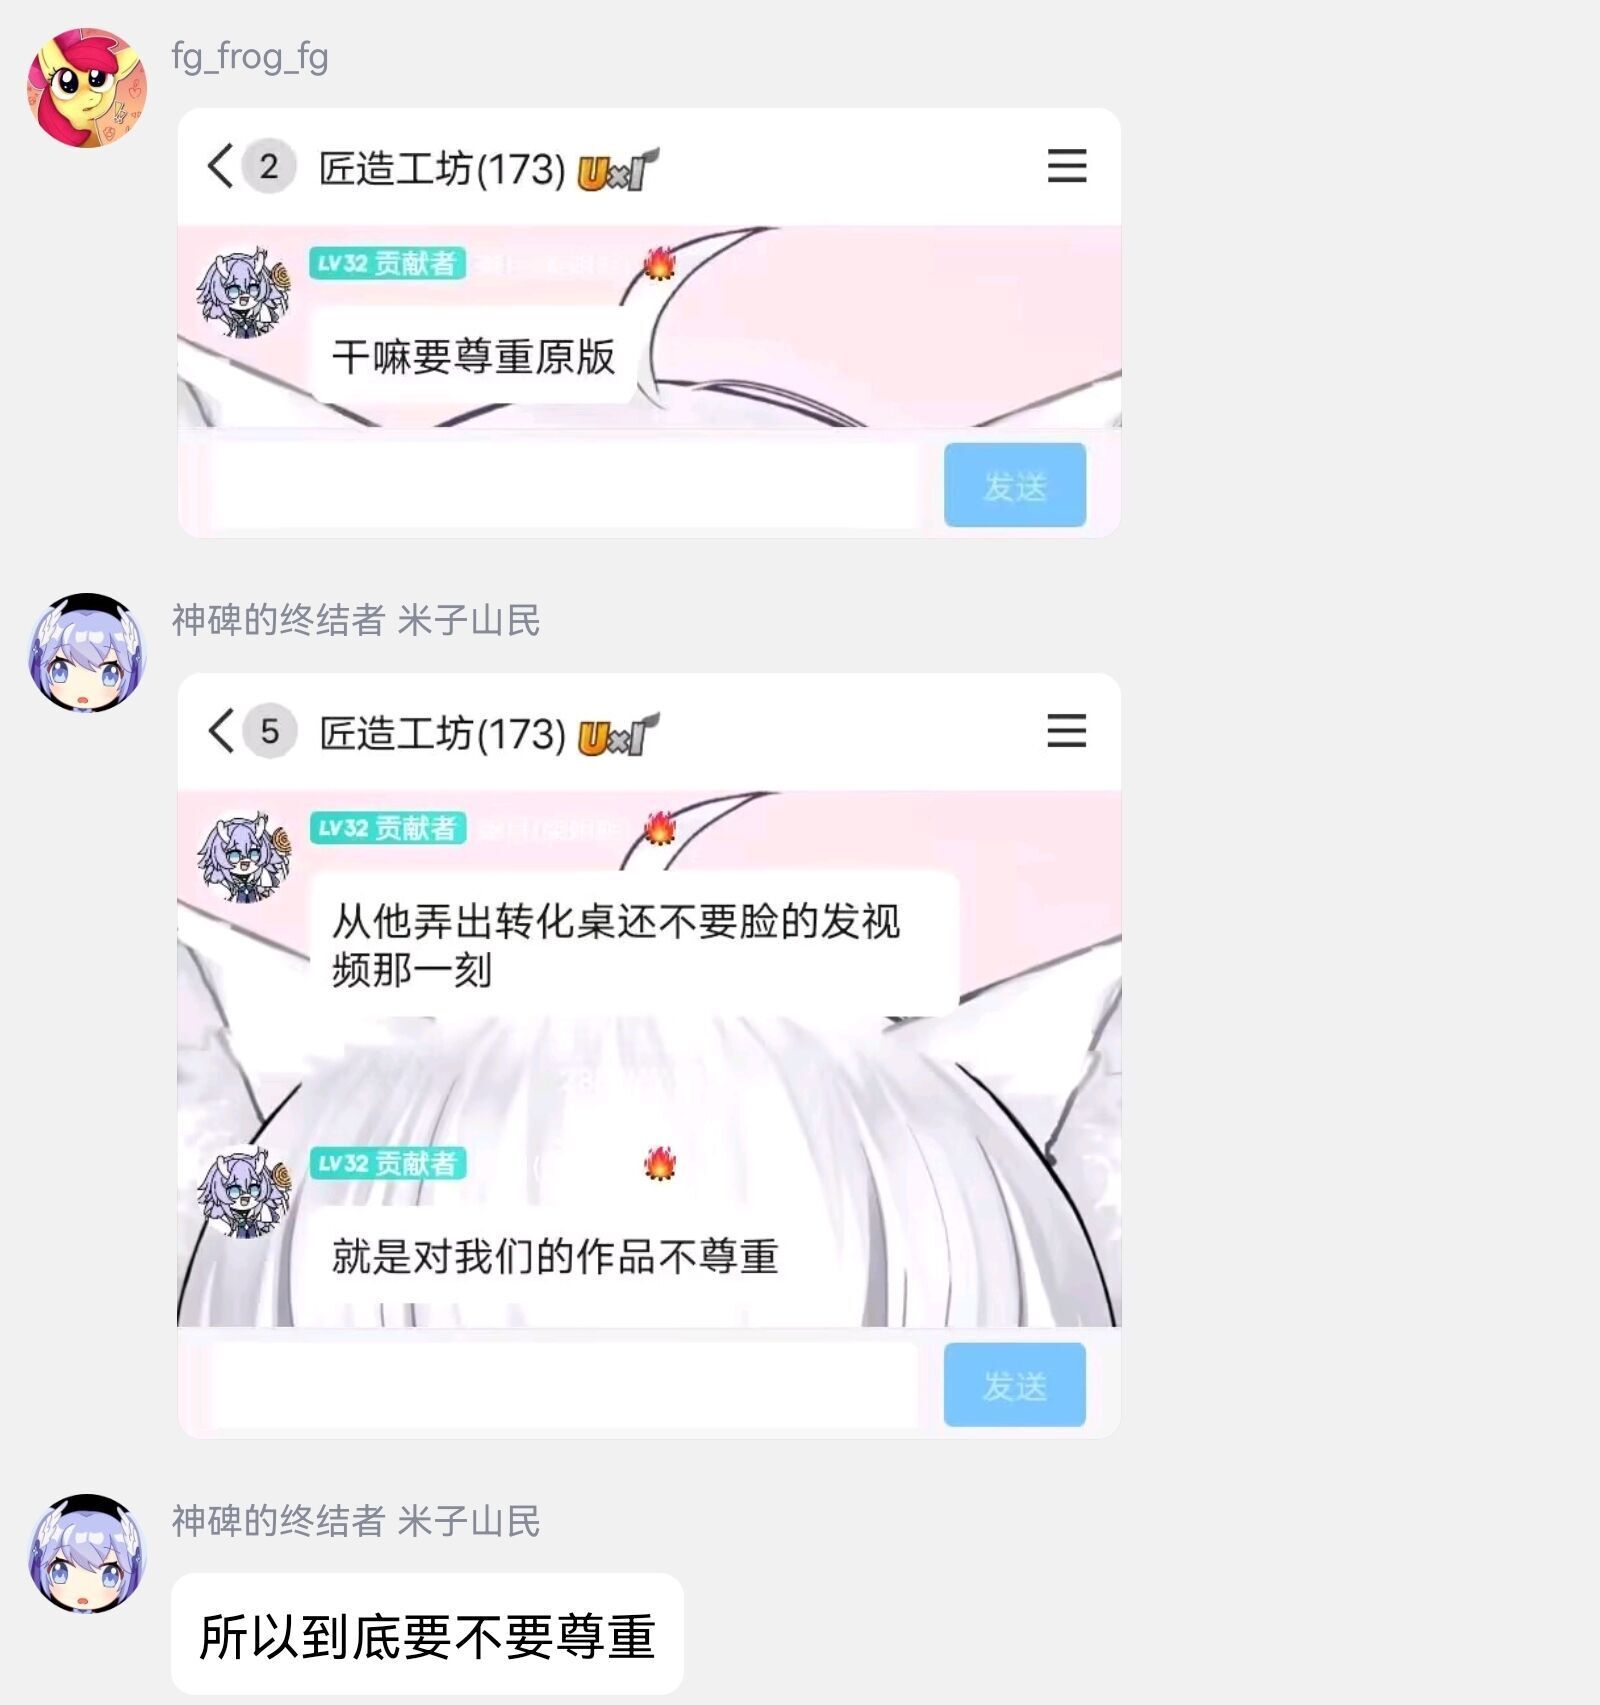 fg_frog_fg
2 匠造工坊(173) UxI
LV32 贡献者
干嘛要尊重原版
发送
神碑的终结者 米子山民
5 匠造工坊(173) UxI
LV32 贡献者
从他弄出转化桌还不要脸的发视
频那一刻
LV32 贡献者
就是对我们的作品不尊重
发送
神碑的终结者 米子山民
所以到底要不要尊重